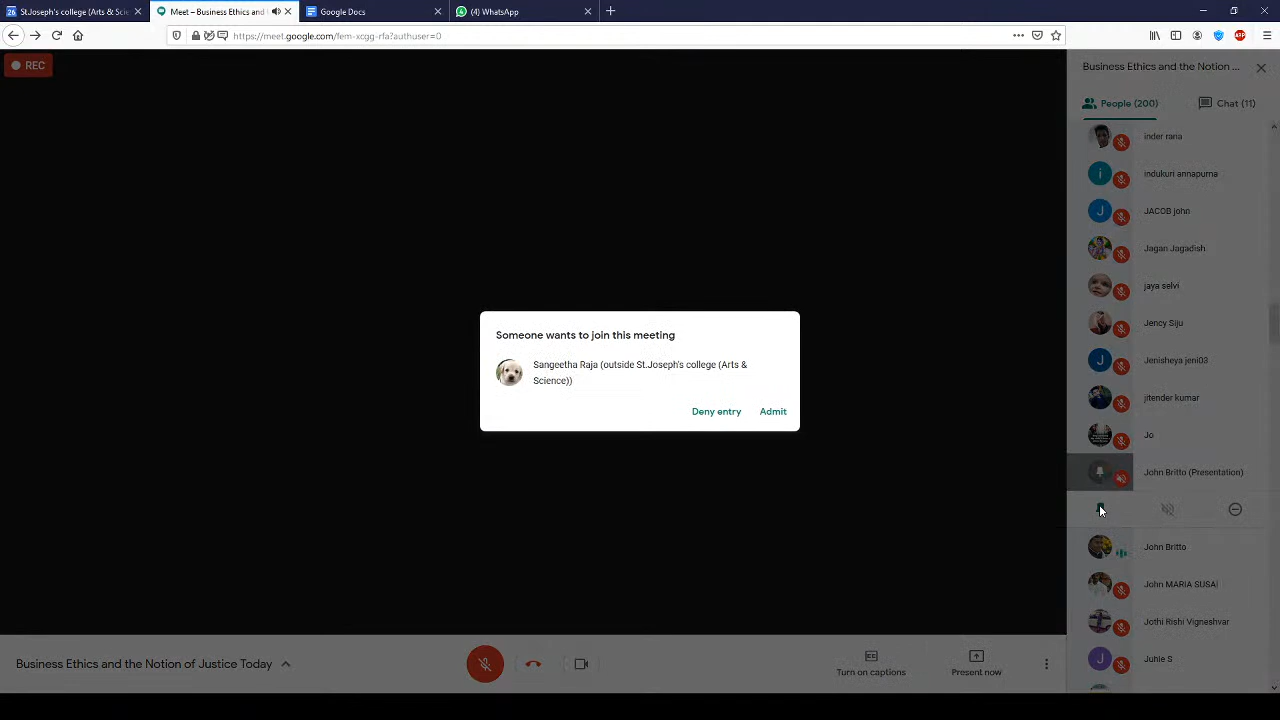 St.Joseph's college (Arts & Scie
Meet – Business Ethics and
Google Docs
(4) WhatsApp
https://meet.google.com/fem-xcgg-rfa?authuser=0
ABP
REC
Business Ethics and the Notion ...
People (200)
Chat (11)
inder rana
indukuri annapurna
JACOB john
Jagan Jagadish
jaya selvi
Jency Siju
Jenisheya jeni03
jitender kumar
Jo
John Britto (Presentation)
John Britto
John MARIA SUSAI
Jothi Rishi Vigneshvar
Juhie S
Someone wants to join this meeting
Sangeetha Raja (outside St.Joseph's college (Arts &
Science))
Deny entry
Admit
Business Ethics and the Notion of Justice Today
Turn on captions
Present now